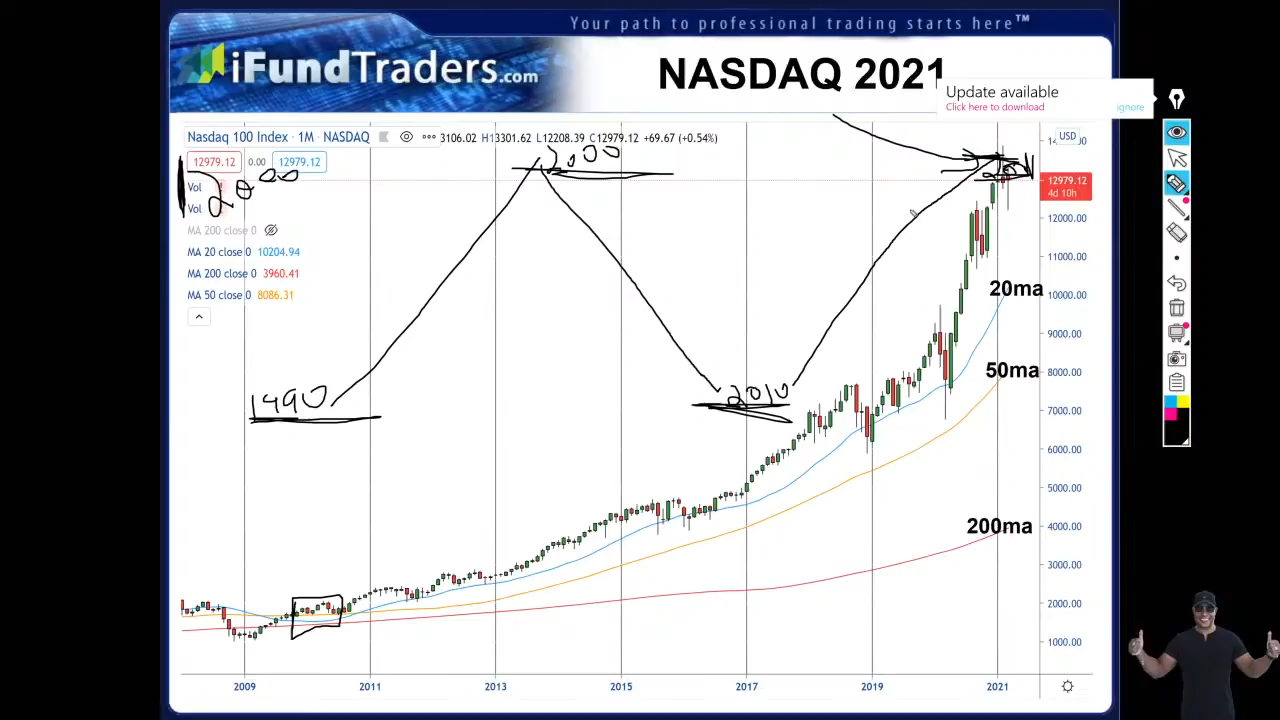 Your path to professional trading starts here™
iFundTraders.com
NASDAQ 2021
Update available
Click here to download
ignore
Nasdaq 100 Index · 1M · NASDAQ
3106.02 H13301.62 L12208.39 C12979.12 +69.67 (+0.54%)
USD
12979.12 0.00 12979.12
Vol
Vol
MA 200 close 0
MA 20 close 0 10204.94
MA 200 close 0 3960.41
MA 50 close 0 8086.31
2000
1990
2010
12979.12
4d 10h
12000.00
11000.00
10000.00
9000.00
8000.00
7000.00
6000.00
5000.00
4000.00
3000.00
2000.00
1000.00
20ma
50ma
200ma
2009 2011 2013 2015 2017 2019 2021